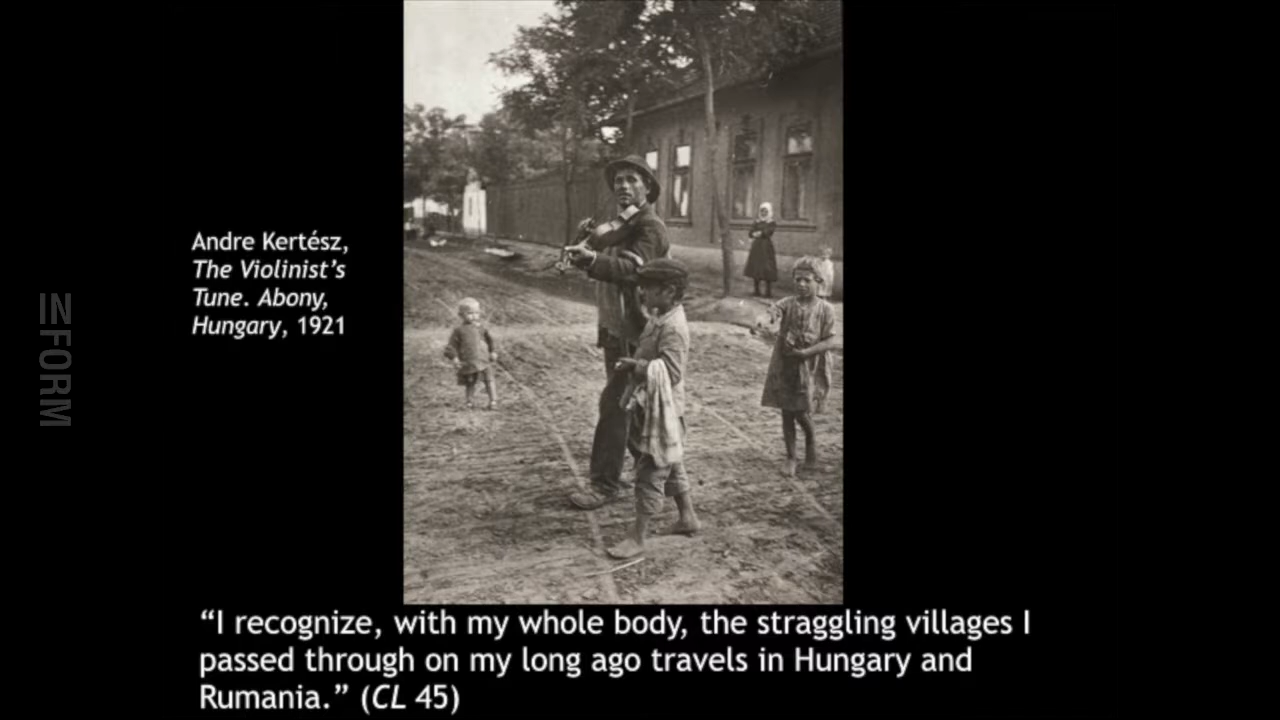 Andre Kertész,
The Violinist’s
Tune. Abony,
Hungary, 1921
INFORM
“I recognize, with my whole body, the straggling villages I
passed through on my long ago travels in Hungary and
Rumania.” (CL 45)